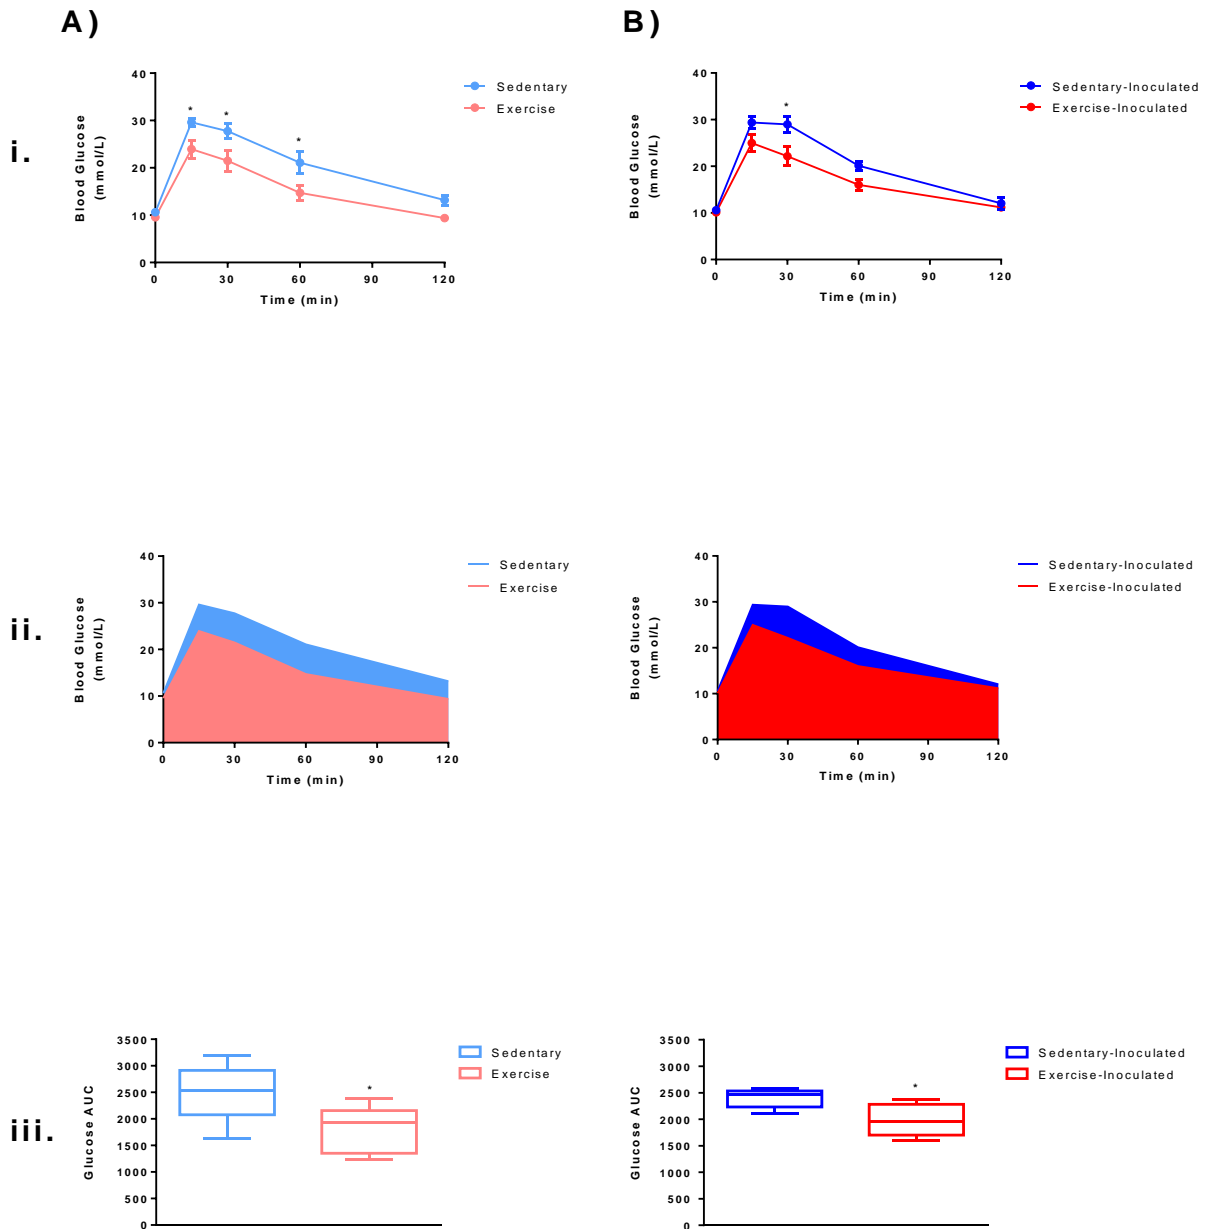 A) B)
i.
40
30
20
10
0
Blood Glucose
(mmol/L)
* * *
0 30 60 90 120
Time (min)
Sedentary
Exercise
40
30
20
10
0
Blood Glucose
(mmol/L)
*
0 30 60 90 120
Time (min)
Sedentary-Inoculated
Exercise-Inoculated
ii.
40
30
20
10
0
Blood Glucose
(mmol/L)
0 30 60 90 120
Time (min)
Sedentary
Exercise
40
30
20
10
0
Blood Glucose
(mmol/L)
0 30 60 90 120
Time (min)
Sedentary-Inoculated
Exercise-Inoculated
iii.
3500
3000
2500
2000
1500
1000
500
0
Glucose AUC
*
Sedentary
Exercise
3500
3000
2500
2000
1500
1000
500
0
Glucose AUC
*
Sedentary-Inoculated
Exercise-Inoculated